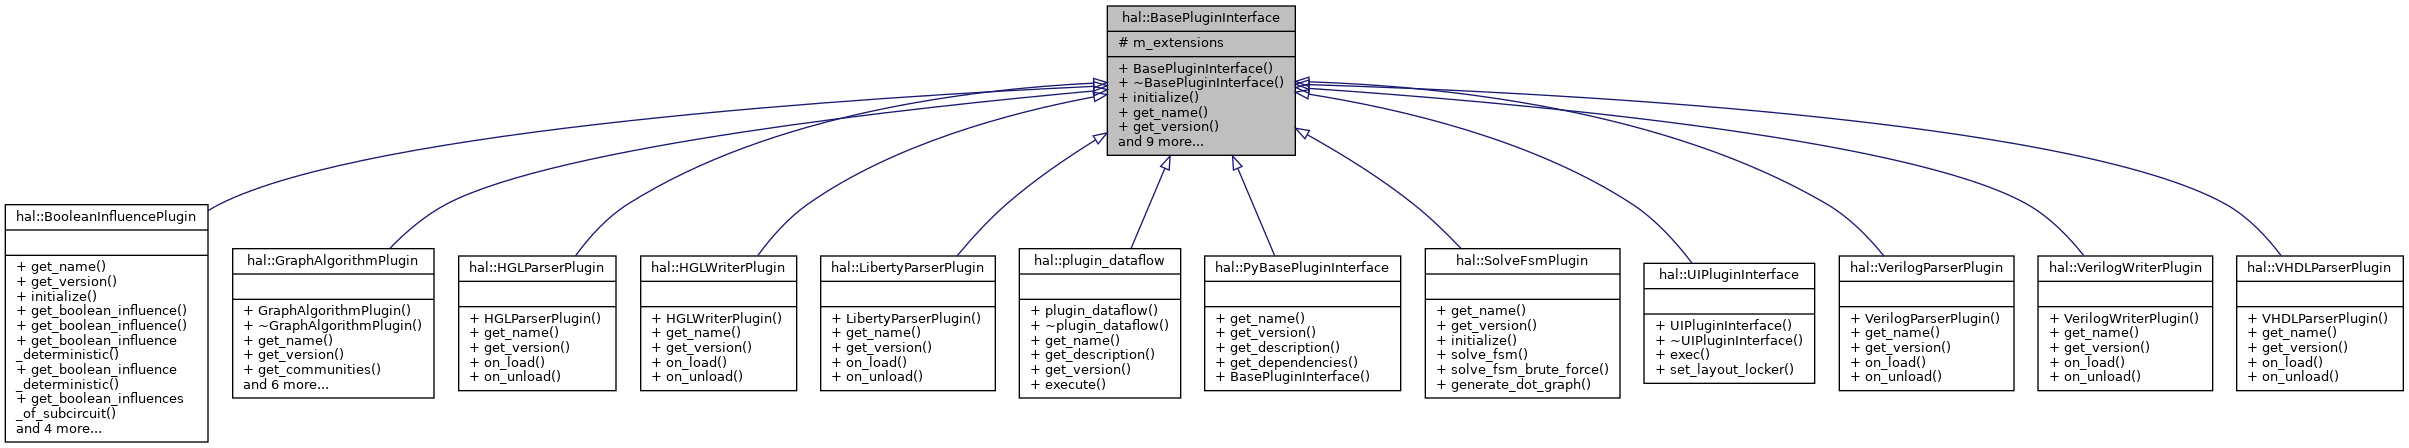 hal::BasePluginInterface
# m_extensions
+ BasePluginInterface()
+ ~BasePluginInterface()
+ initialize()
+ get_name()
+ get_version()
and 9 more...
hal::BooleanInfluencePlugin
+ get_name()
+ get_version()
+ initialize()
+ get_boolean_influence()
+ get_boolean_influence()
+ get_boolean_influence
_deterministic()
+ get_boolean_influence
_deterministic()
+ get_boolean_influences
_of_subcircuit()
and 4 more...
hal::GraphAlgorithmPlugin
+ GraphAlgorithmPlugin()
+ ~GraphAlgorithmPlugin()
+ get_name()
+ get_version()
+ get_communities()
and 6 more...
hal::HGLParserPlugin
+ HGLParserPlugin()
+ get_name()
+ get_version()
+ on_load()
+ on_unload()
hal::HGLWriterPlugin
+ HGLWriterPlugin()
+ get_name()
+ get_version()
+ on_load()
+ on_unload()
hal::LibertyParserPlugin
+ LibertyParserPlugin()
+ get_name()
+ get_version()
+ on_load()
+ on_unload()
hal::plugin_dataflow
+ plugin_dataflow()
+ ~plugin_dataflow()
+ get_name()
+ get_description()
+ get_version()
+ execute()
hal::PyBasePluginInterface
+ get_name()
+ get_version()
+ get_description()
+ get_dependencies()
+ BasePluginInterface()
hal::SolveFsmPlugin
+ get_name()
+ get_version()
+ initialize()
+ solve_fsm()
+ solve_fsm_brute_force()
+ generate_dot_graph()
hal::UIPluginInterface
+ UIPluginInterface()
+ ~UIPluginInterface()
+ exec()
+ set_layout_locker()
hal::VerilogParserPlugin
+ VerilogParserPlugin()
+ get_name()
+ get_version()
+ on_load()
+ on_unload()
hal::VerilogWriterPlugin
+ VerilogWriterPlugin()
+ get_name()
+ get_version()
+ on_load()
+ on_unload()
hal::VHDLParserPlugin
+ VHDLParserPlugin()
+ get_name()
+ get_version()
+ on_load()
+ on_unload()